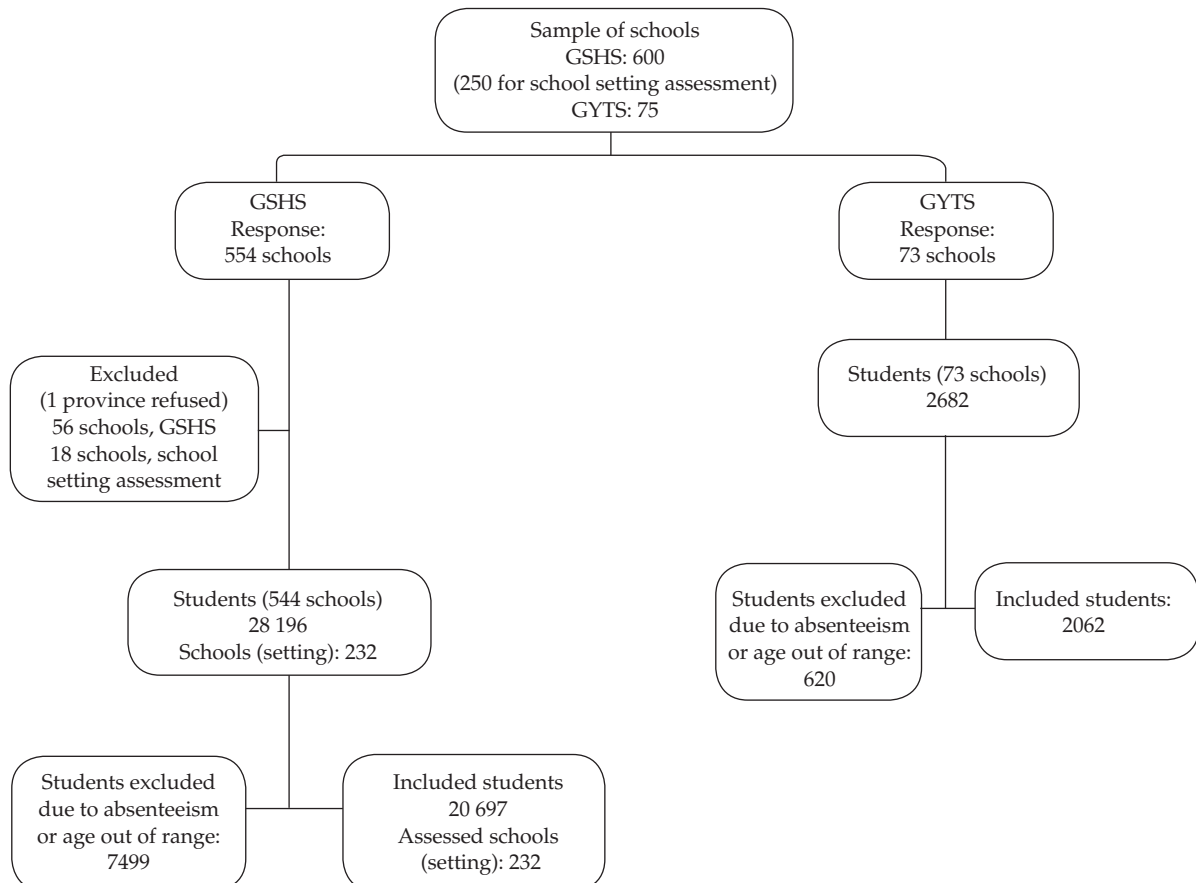 Sample of schools
GSHS: 600
(250 for school setting assessment)
GYTS: 75
GSHS
Response:
554 schools
GYTS
Response:
73 schools
Excluded
(1 province refused)
56 schools, GSHS
18 schools, school
setting assessment
Students (73 schools)
2682
Students (544 schools)
28 196
Schools (setting): 232
Students excluded
due to absenteeism
or age out of range:
620
Included students:
2062
Students excluded
due to absenteeism
or age out of range:
7499
Included students
20 697
Assessed schools
(setting): 232